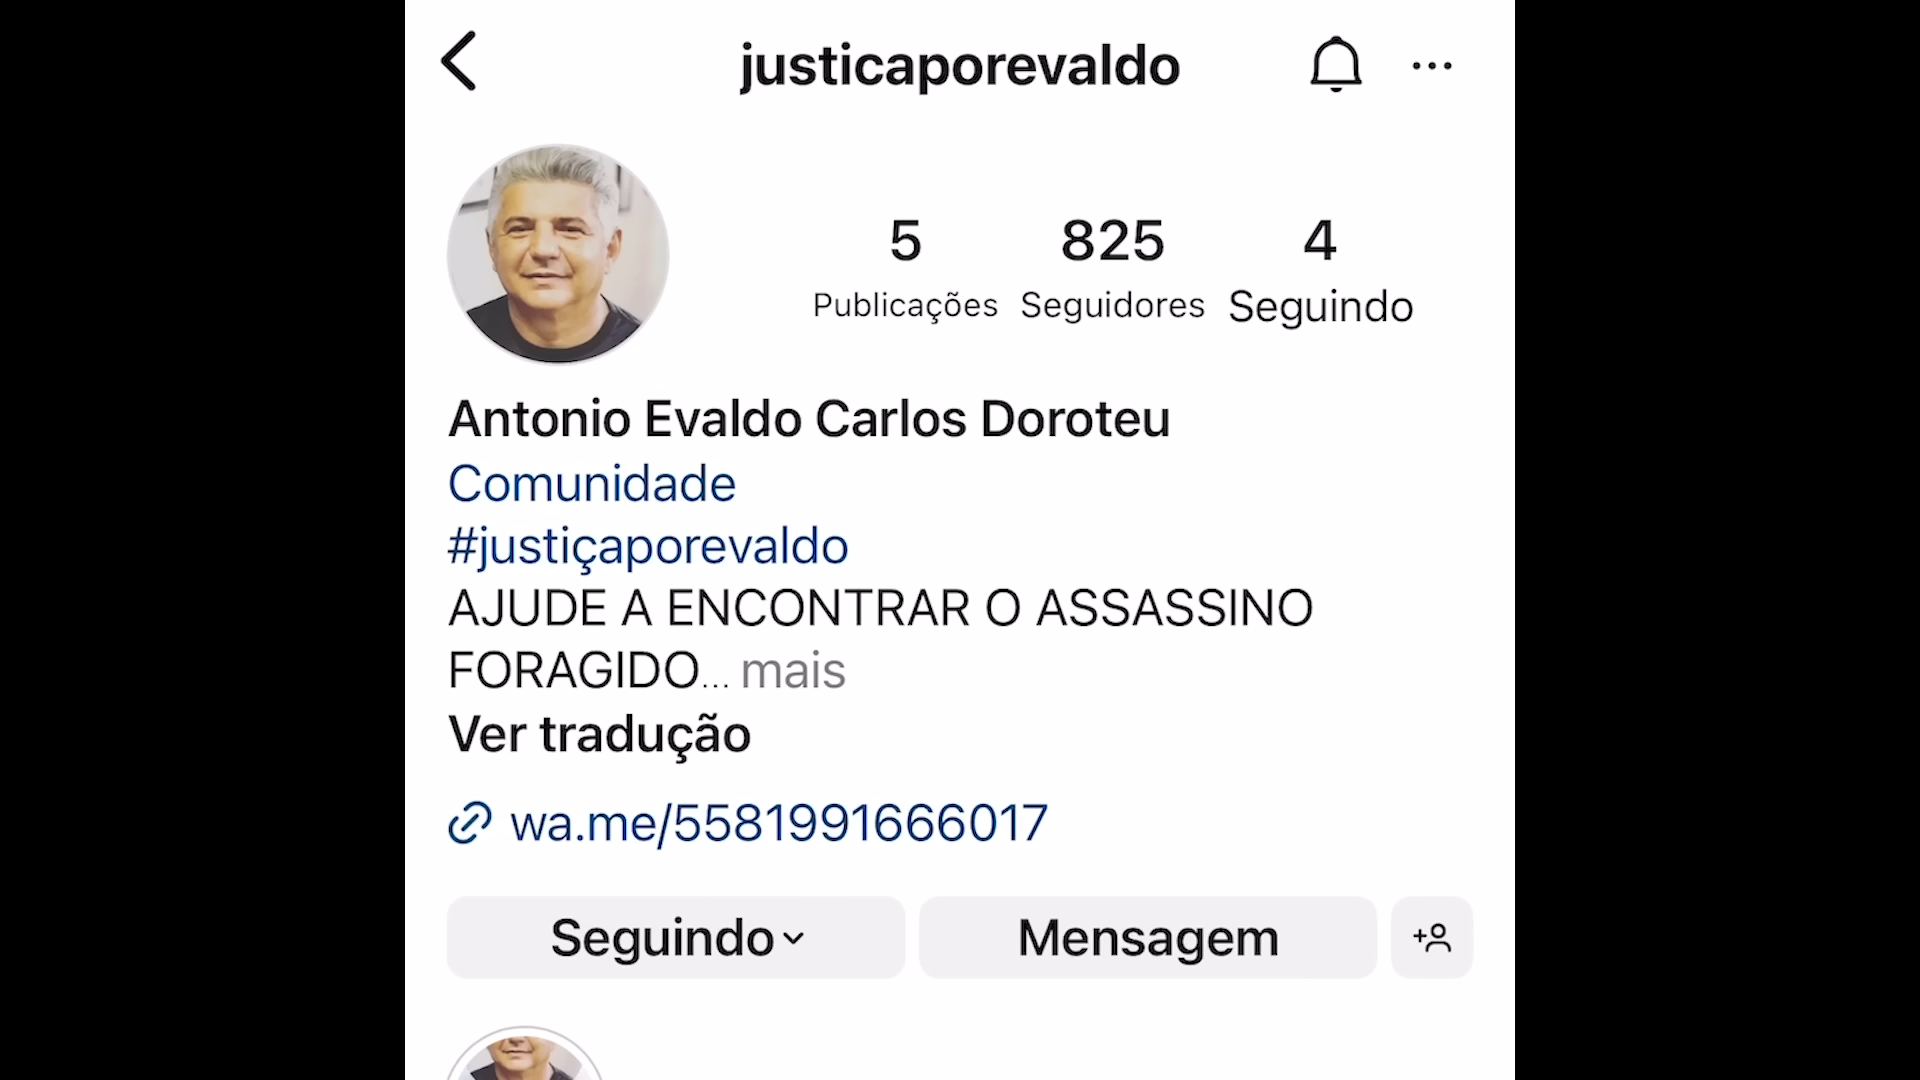 justicaporevaldo
5 825 4
Publicações Seguidores Seguindo
Antonio Evaldo Carlos Doroteu
Comunidade
#justiçaporevaldo
AJUDE A ENCONTRAR O ASSASSINO
FORAGIDO... mais
Ver tradução
wa.me/5581991666017
Seguindo Mensagem